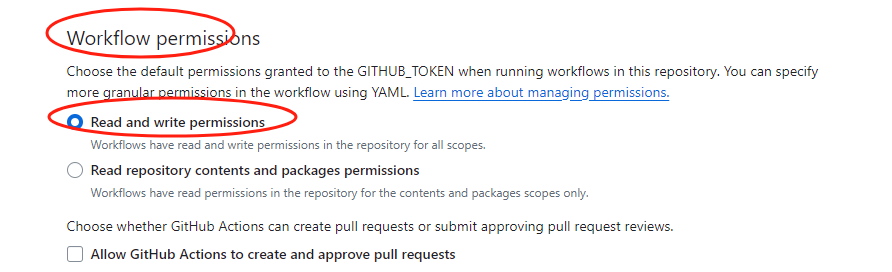 Workflow permissions
Choose the default permissions granted to the GITHUB_TOKEN when running workflows in this repository. You can specify
more granular permissions in the workflow using YAML. Learn more about managing permissions.
Read and write permissions
Workflows have read and write permissions in the repository for all scopes.
Read repository contents and packages permissions
Workflows have read permissions in the repository for the contents and packages scopes only.
Choose whether GitHub Actions can create pull requests or submit approving pull request reviews.
Allow GitHub Actions to create and approve pull requests